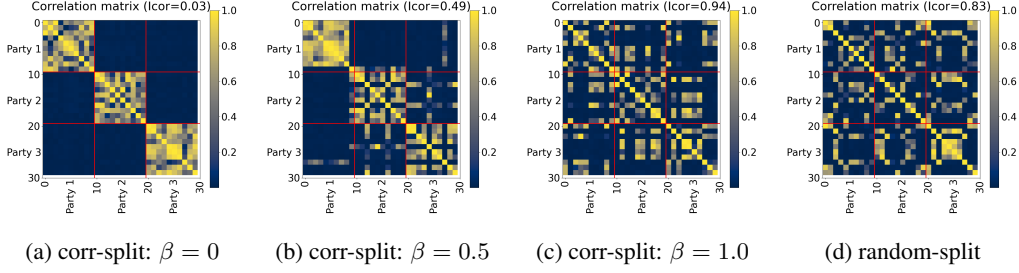 Correlation matrix (Icor=0.03)
0
Party 1
10
Party 2
20
Party 3
30
0
Party 1
10
Party 2
20
Party 3
30
1.0
0.8
0.6
0.4
0.2
Correlation matrix (Icor=0.49)
0
Party 1
10
Party 2
20
Party 3
30
0
Party 1
10
Party 2
20
Party 3
30
1.0
0.8
0.6
0.4
0.2
Correlation matrix (Icor=0.94)
0
Party 1
10
Party 2
20
Party 3
30
0
Party 1
10
Party 2
20
Party 3
30
1.0
0.8
0.6
0.4
0.2
Correlation matrix (Icor=0.83)
0
Party 1
10
Party 2
20
Party 3
30
0
Party 1
10
Party 2
20
Party 3
30
1.0
0.8
0.6
0.4
0.2
(a) corr-split: β = 0
(b) corr-split: β = 0.5
(c) corr-split: β = 1.0
(d) random-split